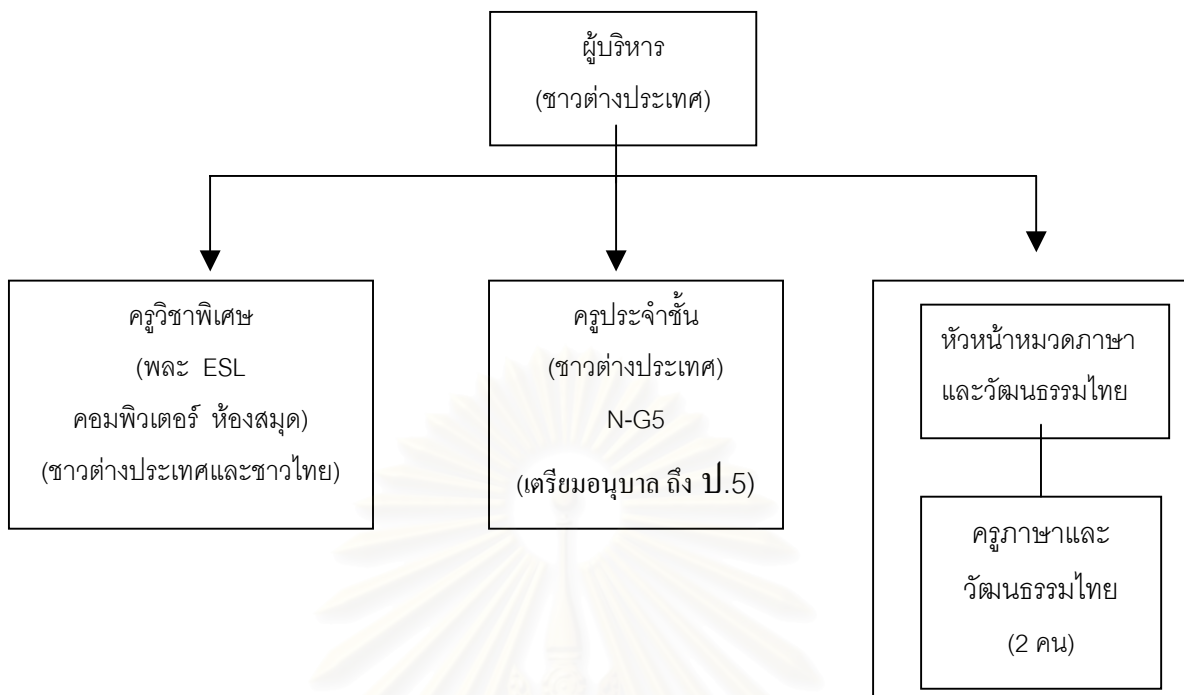 ผู้บริหาร
(ชาวต่างประเทศ)
ครูวิชาพิเศษ
(พละ ESL
คอมพิวเตอร์ ห้องสมุด)
(ชาวต่างประเทศและชาวไทย)
ครูประจำชั้น
(ชาวต่างประเทศ)
N-G5
(เตรียมอนุบาล ถึง ป.5)
หัวหน้าหมวดภาษา
และวัฒนธรรมไทย
ครูภาษาและ
วัฒนธรรมไทย
(2 คน)